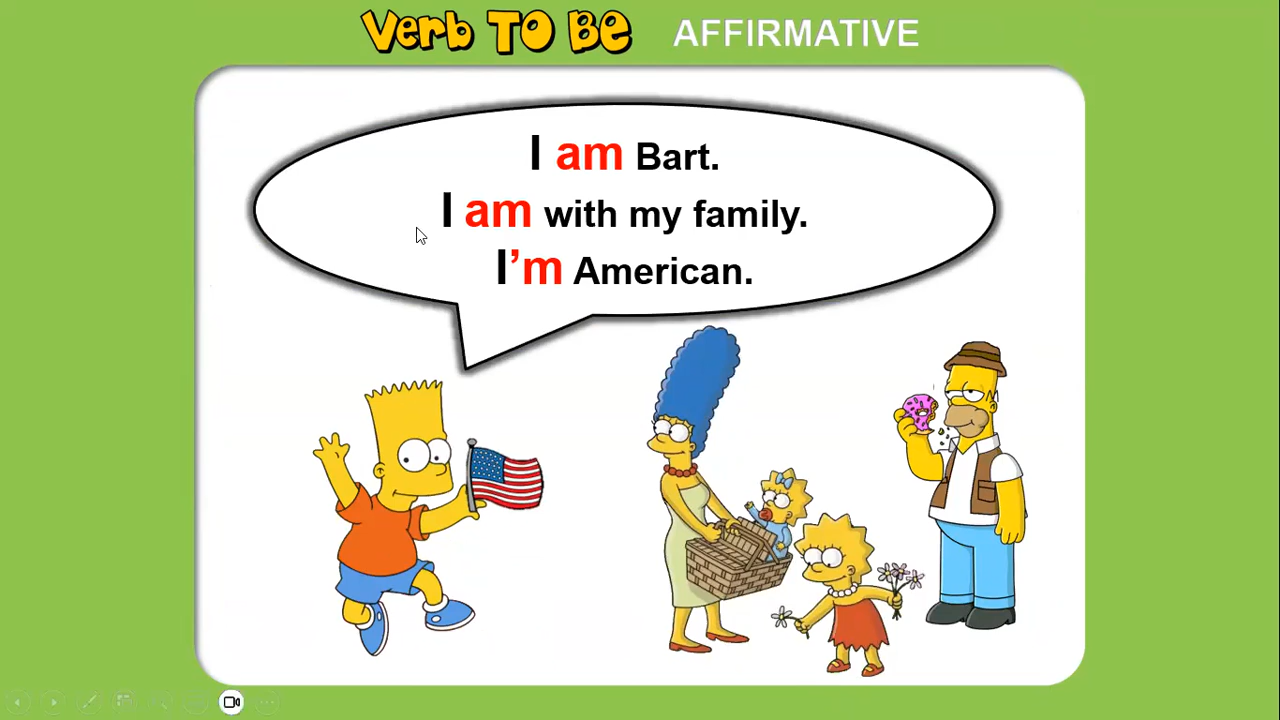 Verb TO BE AFFIRMATIVE
I am Bart.
I am with my family.
I’m American.